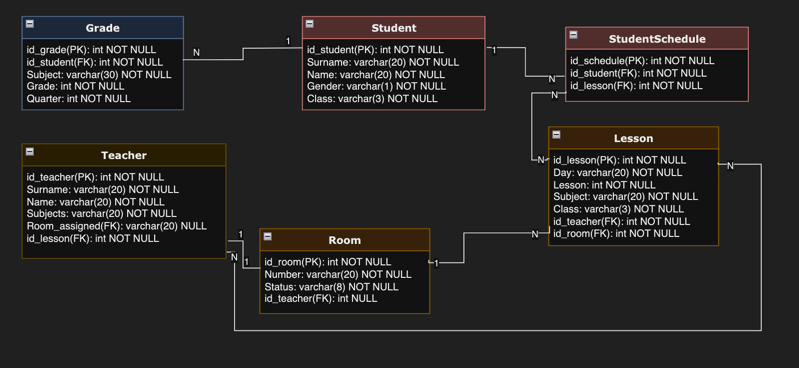 Grade
id_grade(PK): int NOT NULL
id_student(FK): int NOT NULL
Subject: varchar(30) NOT NULL
Grade: int NOT NULL
Quarter: int NOT NULL
N
1
Student
id_student(PK): int NOT NULL
Surname: varchar(20) NOT NULL
Name: varchar(20) NOT NULL
Gender: varchar(1) NOT NULL
Class: varchar(3) NOT NULL
1
N
StudentSchedule
id_schedule(PK): int NOT NULL
id_student(FK): int NOT NULL
id_lesson(FK): int NOT NULL
N
N
Lesson
id_lesson(PK): int NOT NULL
Day: varchar(20) NOT NULL
Lesson: int NOT NULL
Subject: varchar(20) NOT NULL
Class: varchar(3) NOT NULL
id_teacher(FK): int NOT NULL
id_room(FK): int NOT NULL
N
N
Teacher
id_teacher(PK): int NOT NULL
Surname: varchar(20) NOT NULL
Name: varchar(20) NOT NULL
Subjects: varchar(20) NOT NULL
Room_assigned(FK): varchar(20) NULL
id_lesson(FK): int NOT NULL
1
N
1
Room
id_room(PK): int NOT NULL
Number: varchar(20) NOT NULL
Status: varchar(8) NOT NULL
id_teacher(FK): int NULL
1